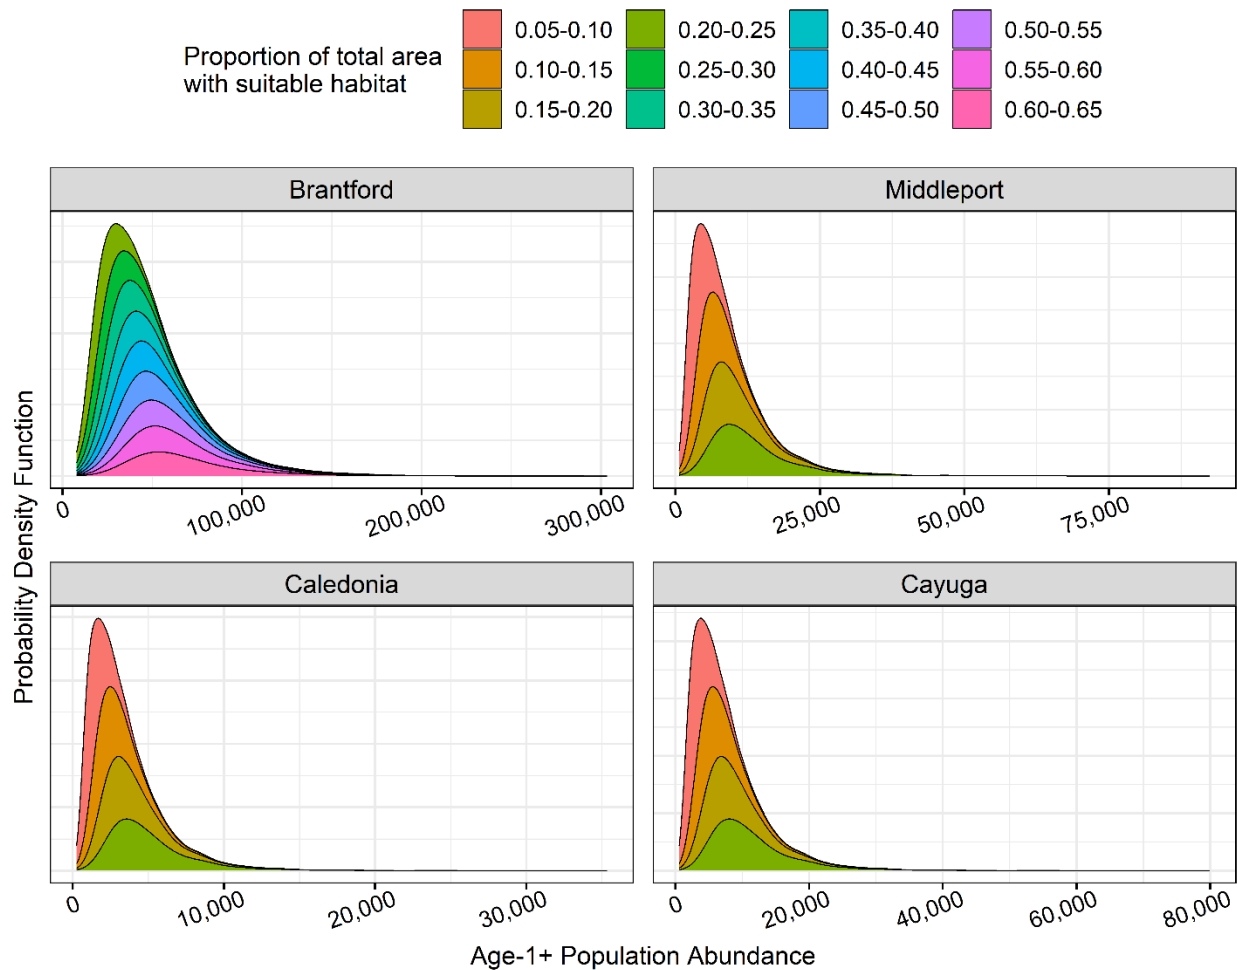 Proportion of total area
with suitable habitat
0.05-0.10 0.20-0.25 0.35-0.40 0.50-0.55
0.10-0.15 0.25-0.30 0.40-0.45 0.55-0.60
0.15-0.20 0.30-0.35 0.45-0.50 0.60-0.65
Brantford Middleport
0 100,000 200,000 300,000 0 25,000 50,000 75,000
Probability Density Function
Caledonia Cayuga
0 10,000 20,000 30,000 0 20,000 40,000 60,000 80,000
Age-1+ Population Abundance